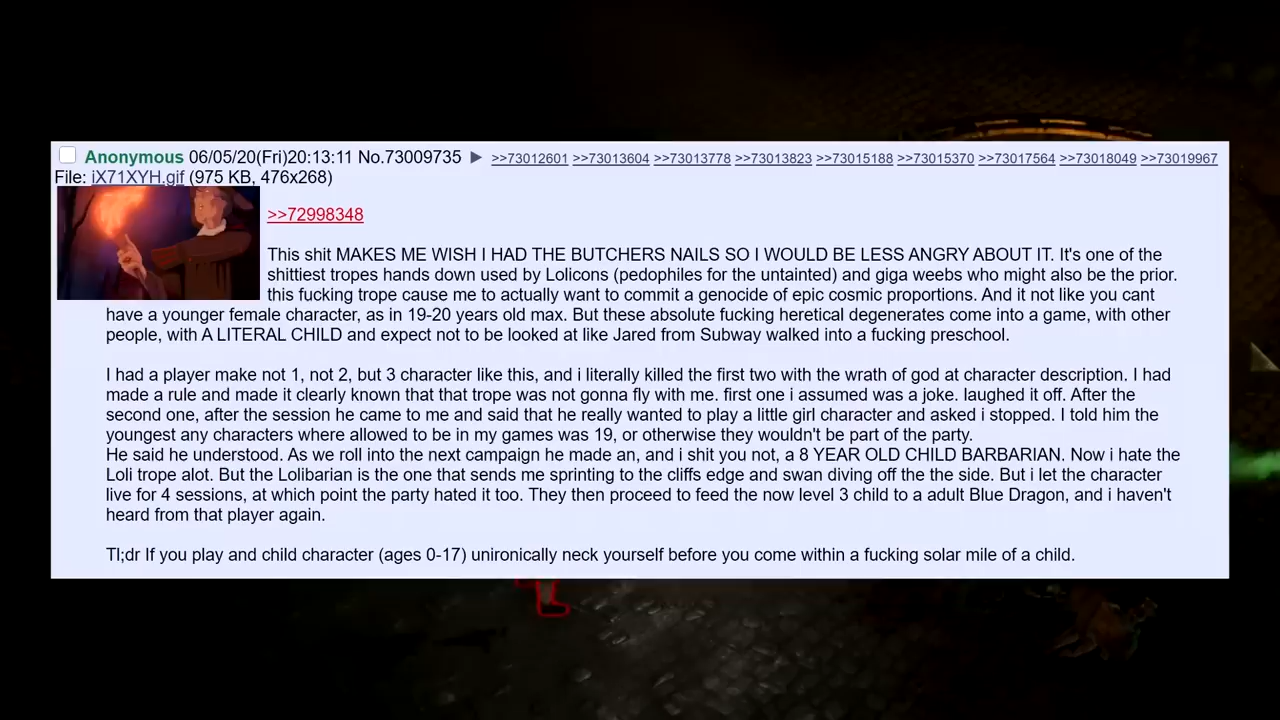 Anonymous 06/05/20(Fri)20:13:11 No.73009735 ▶ >>73012601 >>73013604 >>73013778 >>73013823 >>73015188 >>73015370 >>73017564 >>73018049 >>73019967
File: iX71XYH.gif (975 KB, 476x268)
>>72998348
This shit MAKES ME WISH I HAD THE BUTCHERS NAILS SO I WOULD BE LESS ANGRY ABOUT IT. It's one of the
shittiest tropes hands down used by Lolicons (pedophiles for the untainted) and giga weebs who might also be the prior.
this fucking trope cause me to actually want to commit a genocide of epic cosmic proportions. And it not like you cant
have a younger female character, as in 19-20 years old max. But these absolute fucking heretical degenerates come into a game, with other
people, with A LITERAL CHILD and expect not to be looked at like Jared from Subway walked into a fucking preschool.
I had a player make not 1, not 2, but 3 character like this, and i literally killed the first two with the wrath of god at character description. I had
made a rule and made it clearly known that that trope was not gonna fly with me. first one i assumed was a joke. laughed it off. After the
second one, after the session he came to me and said that he really wanted to play a little girl character and asked i stopped. I told him the
youngest any characters where allowed to be in my games was 19, or otherwise they wouldn't be part of the party.
He said he understood. As we roll into the next campaign he made an, and i shit you not, a 8 YEAR OLD CHILD BARBARIAN. Now i hate the
Loli trope alot. But the Lolibarian is the one that sends me sprinting to the cliffs edge and swan diving off the the side. But i let the character
live for 4 sessions, at which point the party hated it too. They then proceed to feed the now level 3 child to a adult Blue Dragon, and i haven't
heard from that player again.
Tl;dr If you play and child character (ages 0-17) unironically neck yourself before you come within a fucking solar mile of a child.